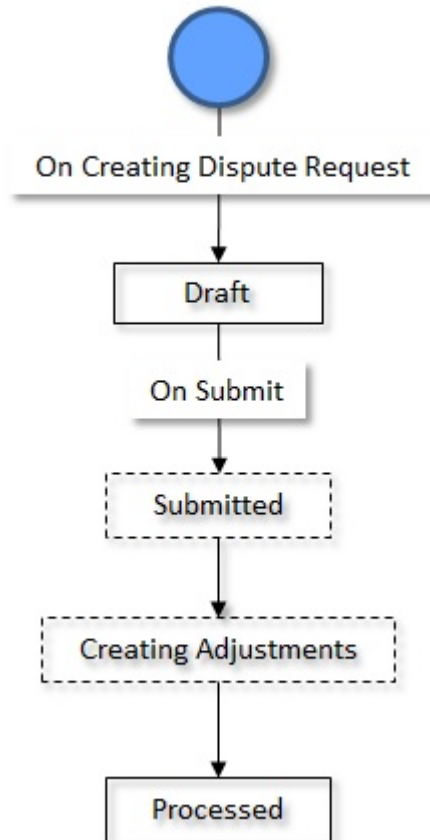 On Creating Dispute Request
Draft
On Submit
Submitted
Creating Adjustments
Processed